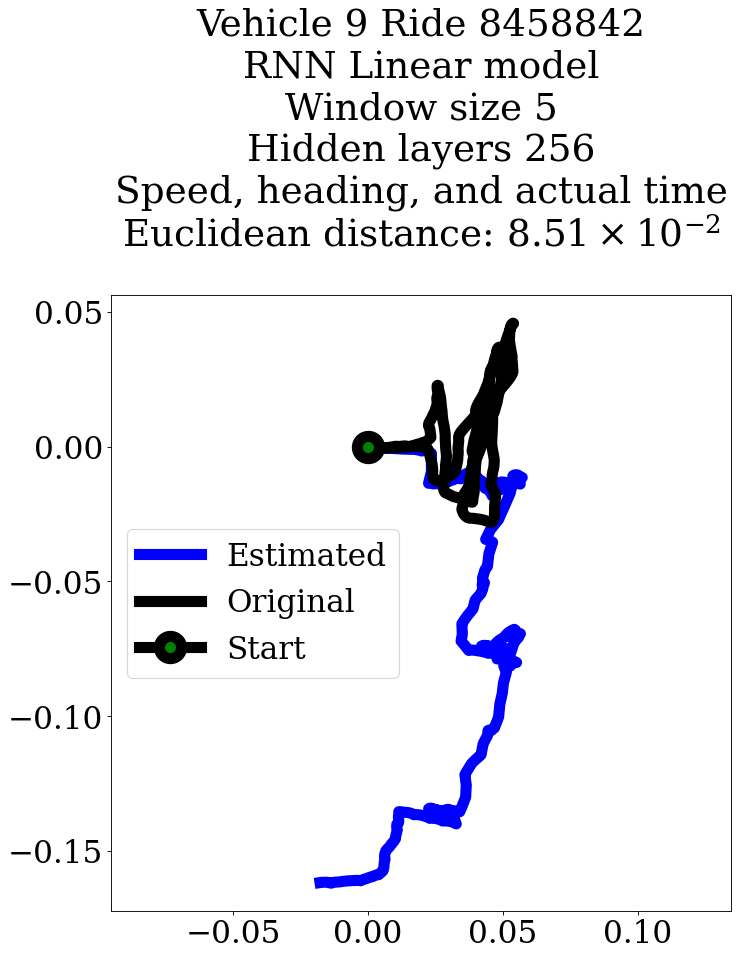 Vehicle 9 Ride 8458842
RNN Linear model
Window size 5
Hidden layers 256
Speed, heading, and actual time
Euclidean distance: 8.51 × 10⁻²
0.05
0.00
−0.05
−0.10
−0.15
Estimated
Original
Start
−0.05 0.00 0.05 0.10